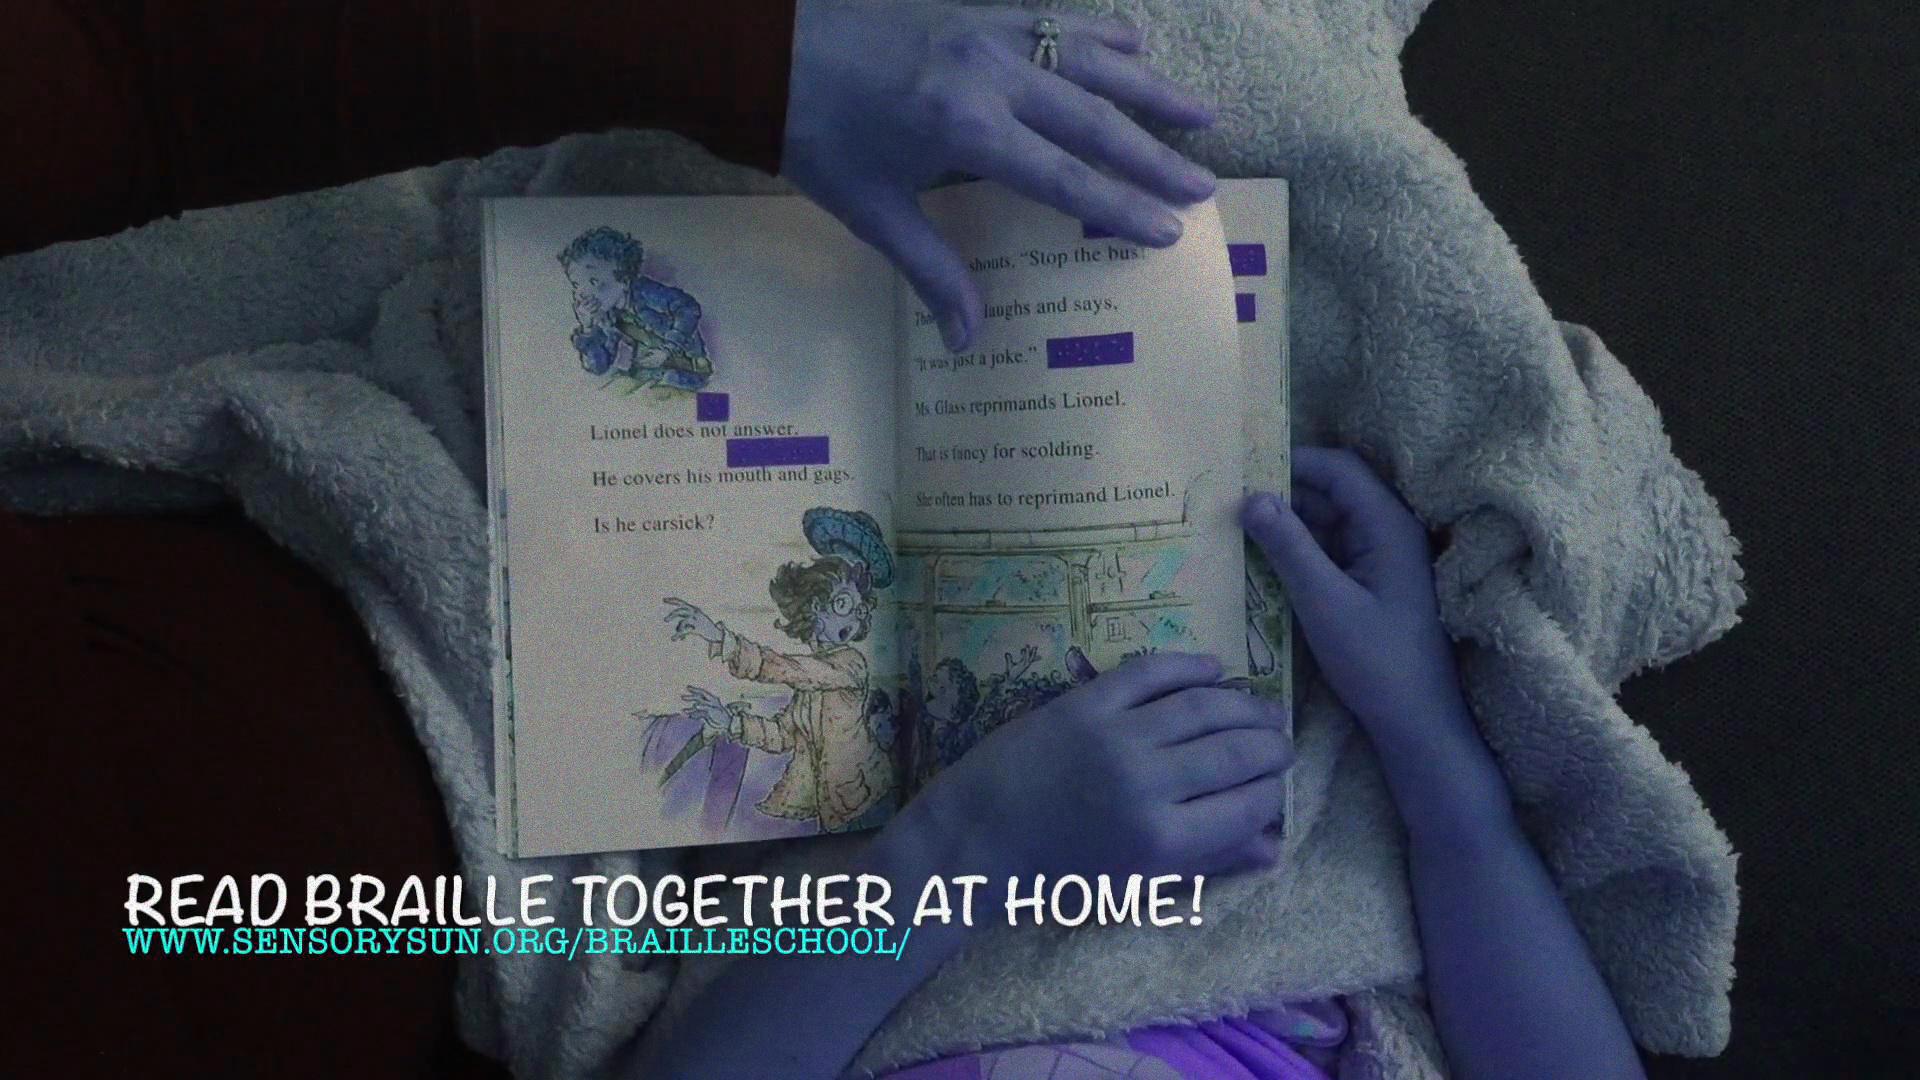 Lionel does not answer.
He covers his mouth and gags.
Is he carsick?
shouts, "Stop the bus!
laughs and says,
"It was just a joke."
Ms. Glass reprimands Lionel.
That is fancy for scolding.
She often has to reprimand Lionel.
READ BRAILLE TOGETHER AT HOME!
WWW.SENSORYSUN.ORG/BRAILLESCHOOL/